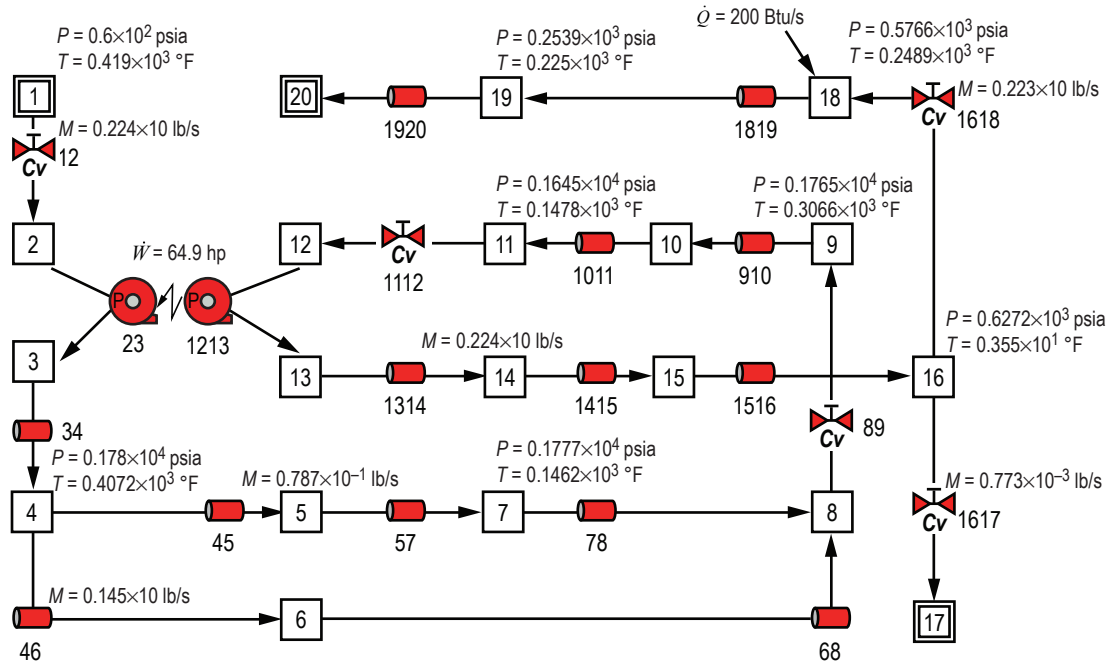 P = 0.6×10² psia
T = 0.419×10³ °F
1
M = 0.224×10 lb/s
12
Cv
2
Ẇ = 64.9 hp
P
P
23
1213
3
34
P = 0.178×10⁴ psia
T = 0.4072×10³ °F
4
M = 0.787×10⁻¹ lb/s
45
5
57
P = 0.1777×10⁴ psia
T = 0.1462×10³ °F
7
78
8
M = 0.145×10 lb/s
46
6
68
Cv
89
P = 0.1765×10⁴ psia
T = 0.3066×10³ °F
9
910
10
1011
P = 0.1645×10⁴ psia
T = 0.1478×10³ °F
11
Cv
1112
12
13
M = 0.224×10 lb/s
1314
14
1415
15
1516
P = 0.6272×10³ psia
T = 0.355×10¹ °F
16
M = 0.773×10⁻³ lb/s
Cv
1617
17
M = 0.223×10 lb/s
Cv
1618
P = 0.5766×10³ psia
T = 0.2489×10³ °F
Q̇ = 200 Btu/s
18
1819
P = 0.2539×10³ psia
T = 0.225×10³ °F
19
1920
20